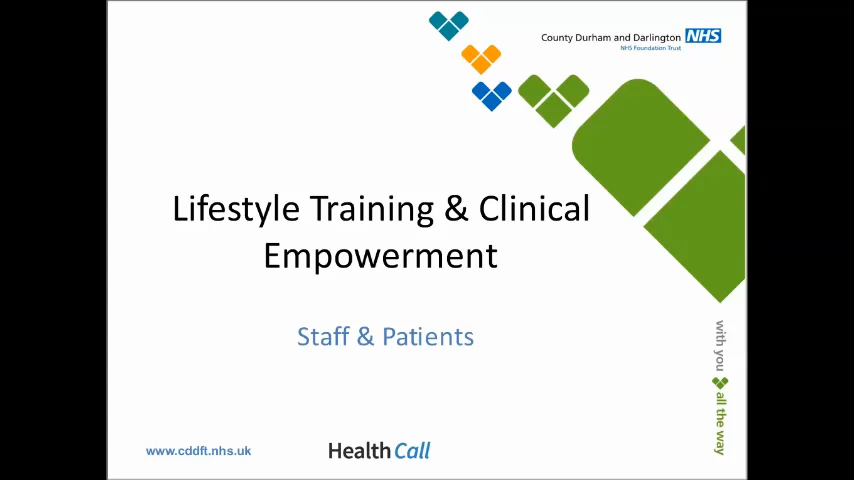 County Durham and Darlington NHS
NHS Foundation Trust
Lifestyle Training & Clinical
Empowerment
Staff & Patients
with you all the way
www.cddft.nhs.uk
HealthCall